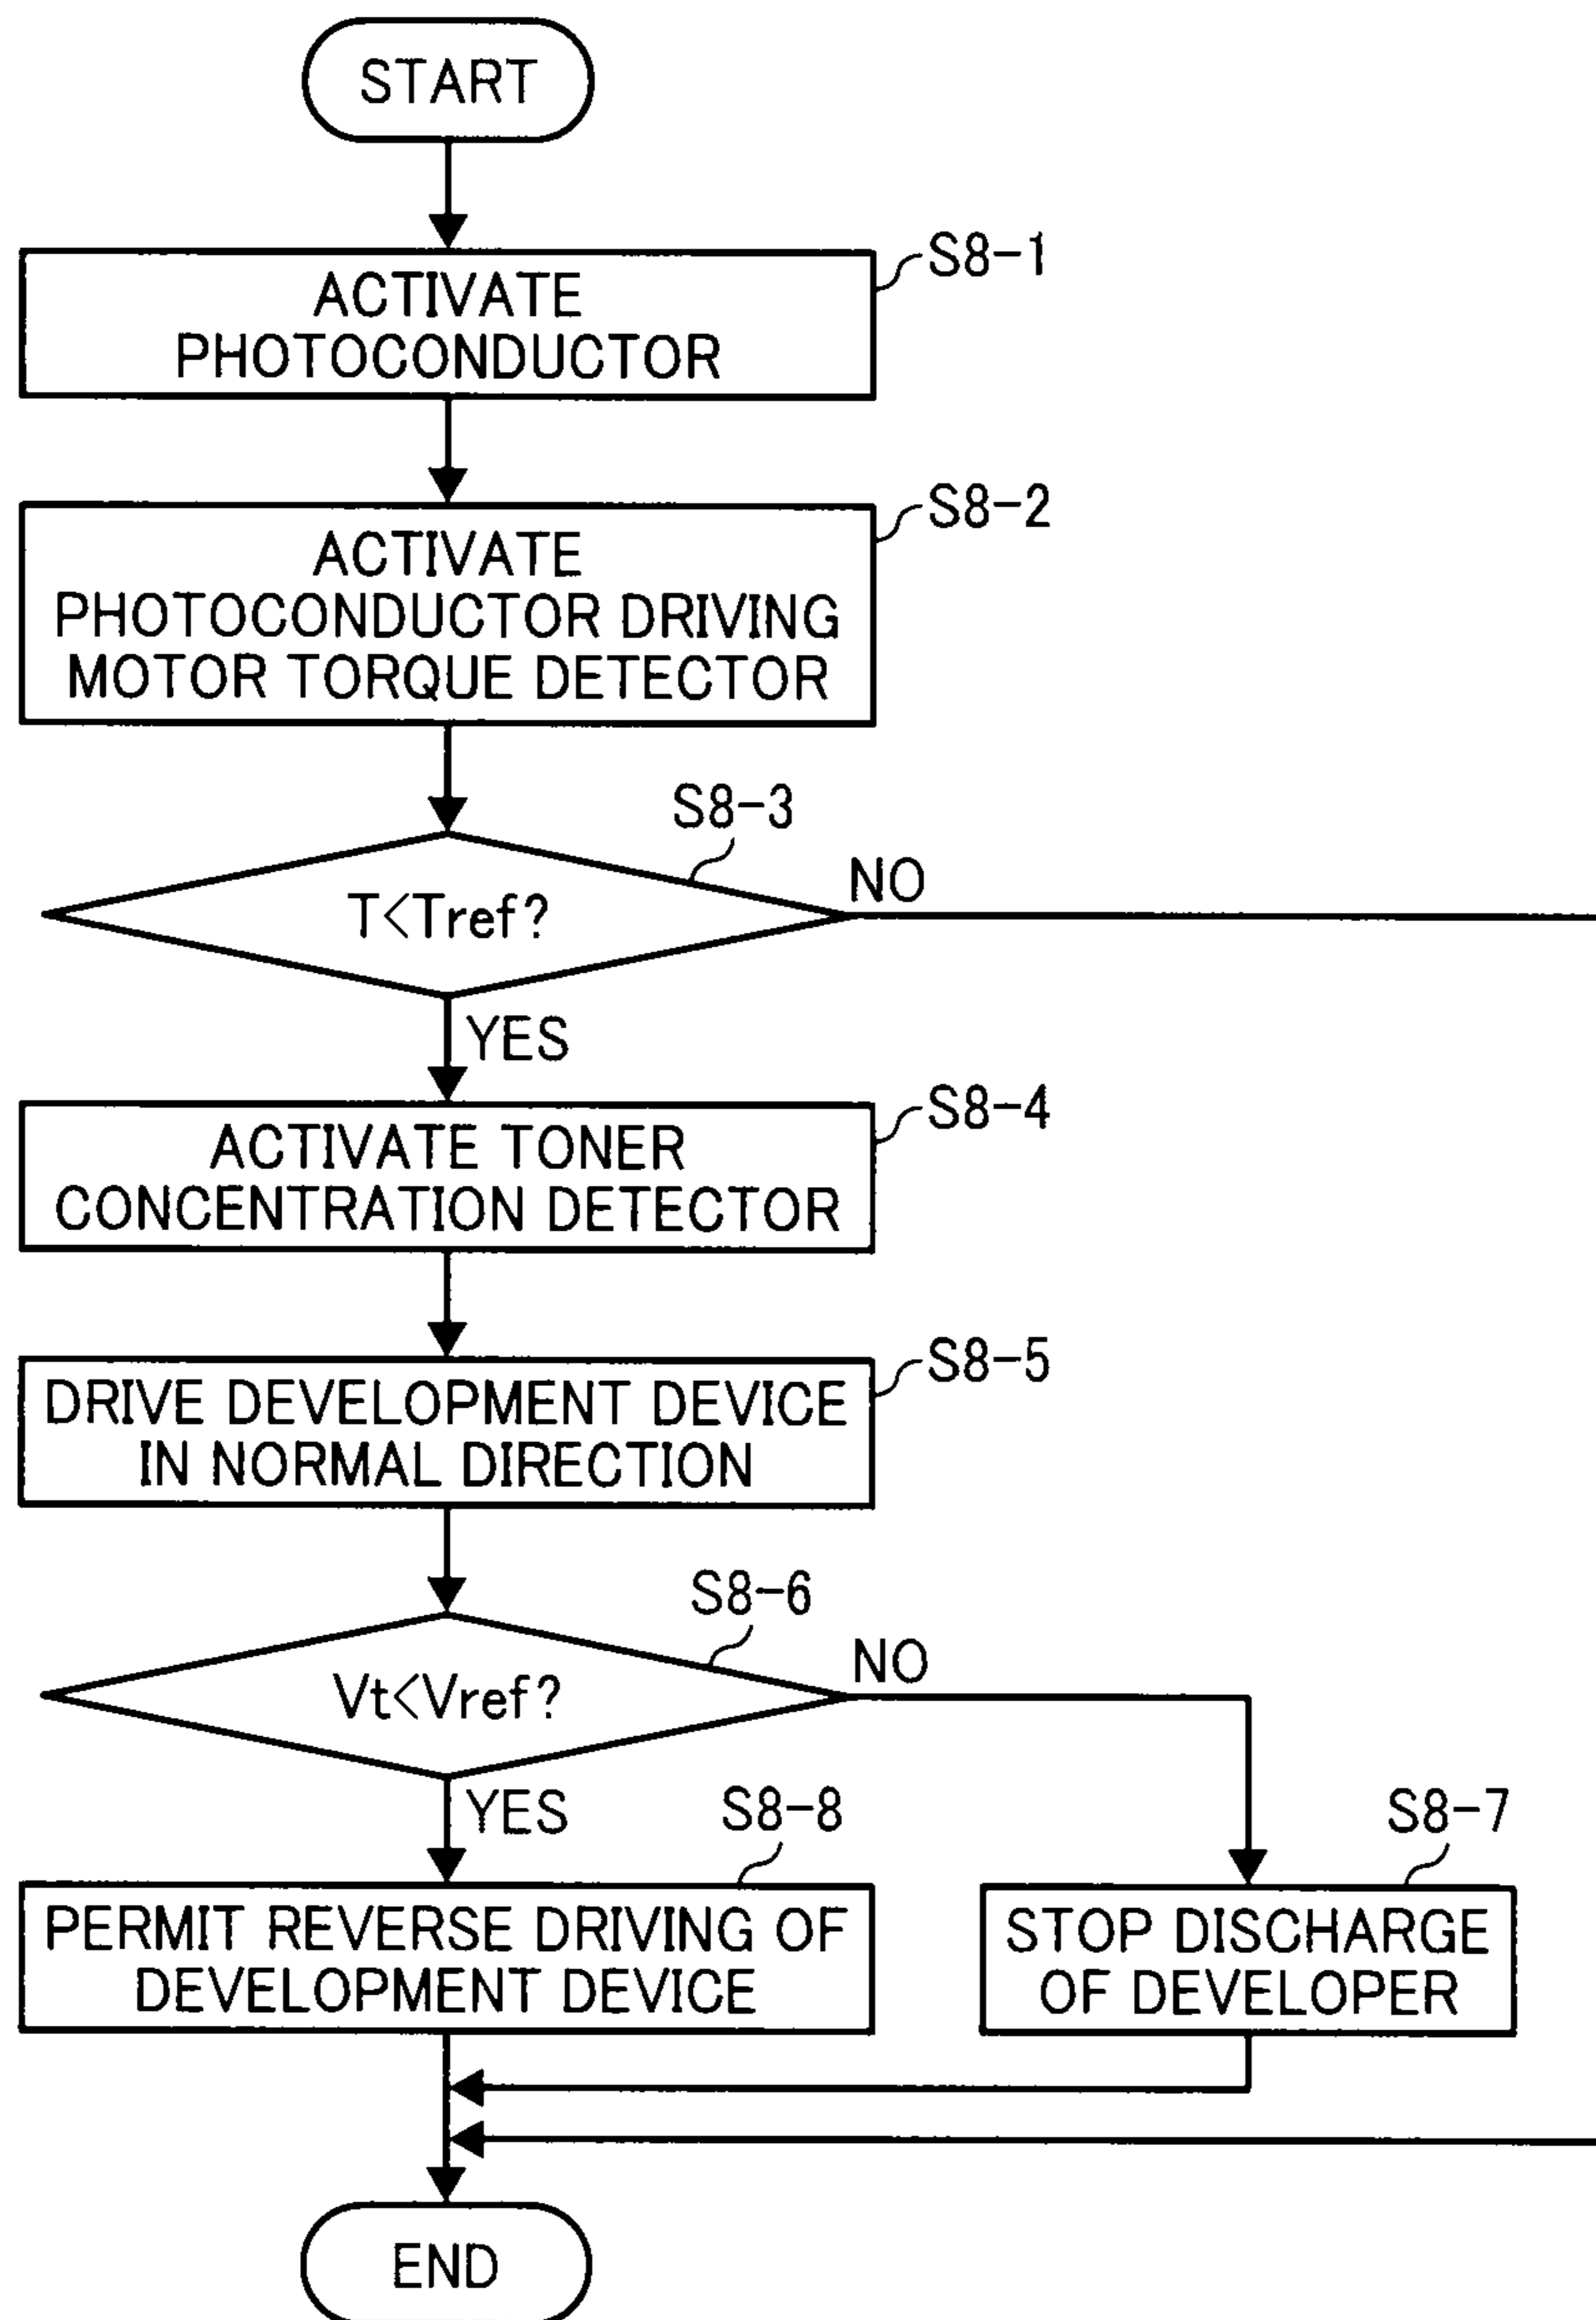 START
S8-1
ACTIVATE
PHOTOCONDUCTOR
S8-2
ACTIVATE
PHOTOCONDUCTOR DRIVING
MOTOR TORQUE DETECTOR
S8-3
T<Tref?
NO
YES
S8-4
ACTIVATE TONER
CONCENTRATION DETECTOR
S8-5
DRIVE DEVELOPMENT DEVICE
IN NORMAL DIRECTION
S8-6
Vt<Vref?
NO
YES
S8-8
PERMIT REVERSE DRIVING OF
DEVELOPMENT DEVICE
S8-7
STOP DISCHARGE
OF DEVELOPER
END